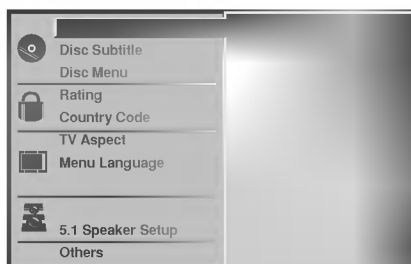 Disc Subtitle
Disc Menu
Rating
Country Code
TV Aspect
Menu Language
5.1 Speaker Setup
Others